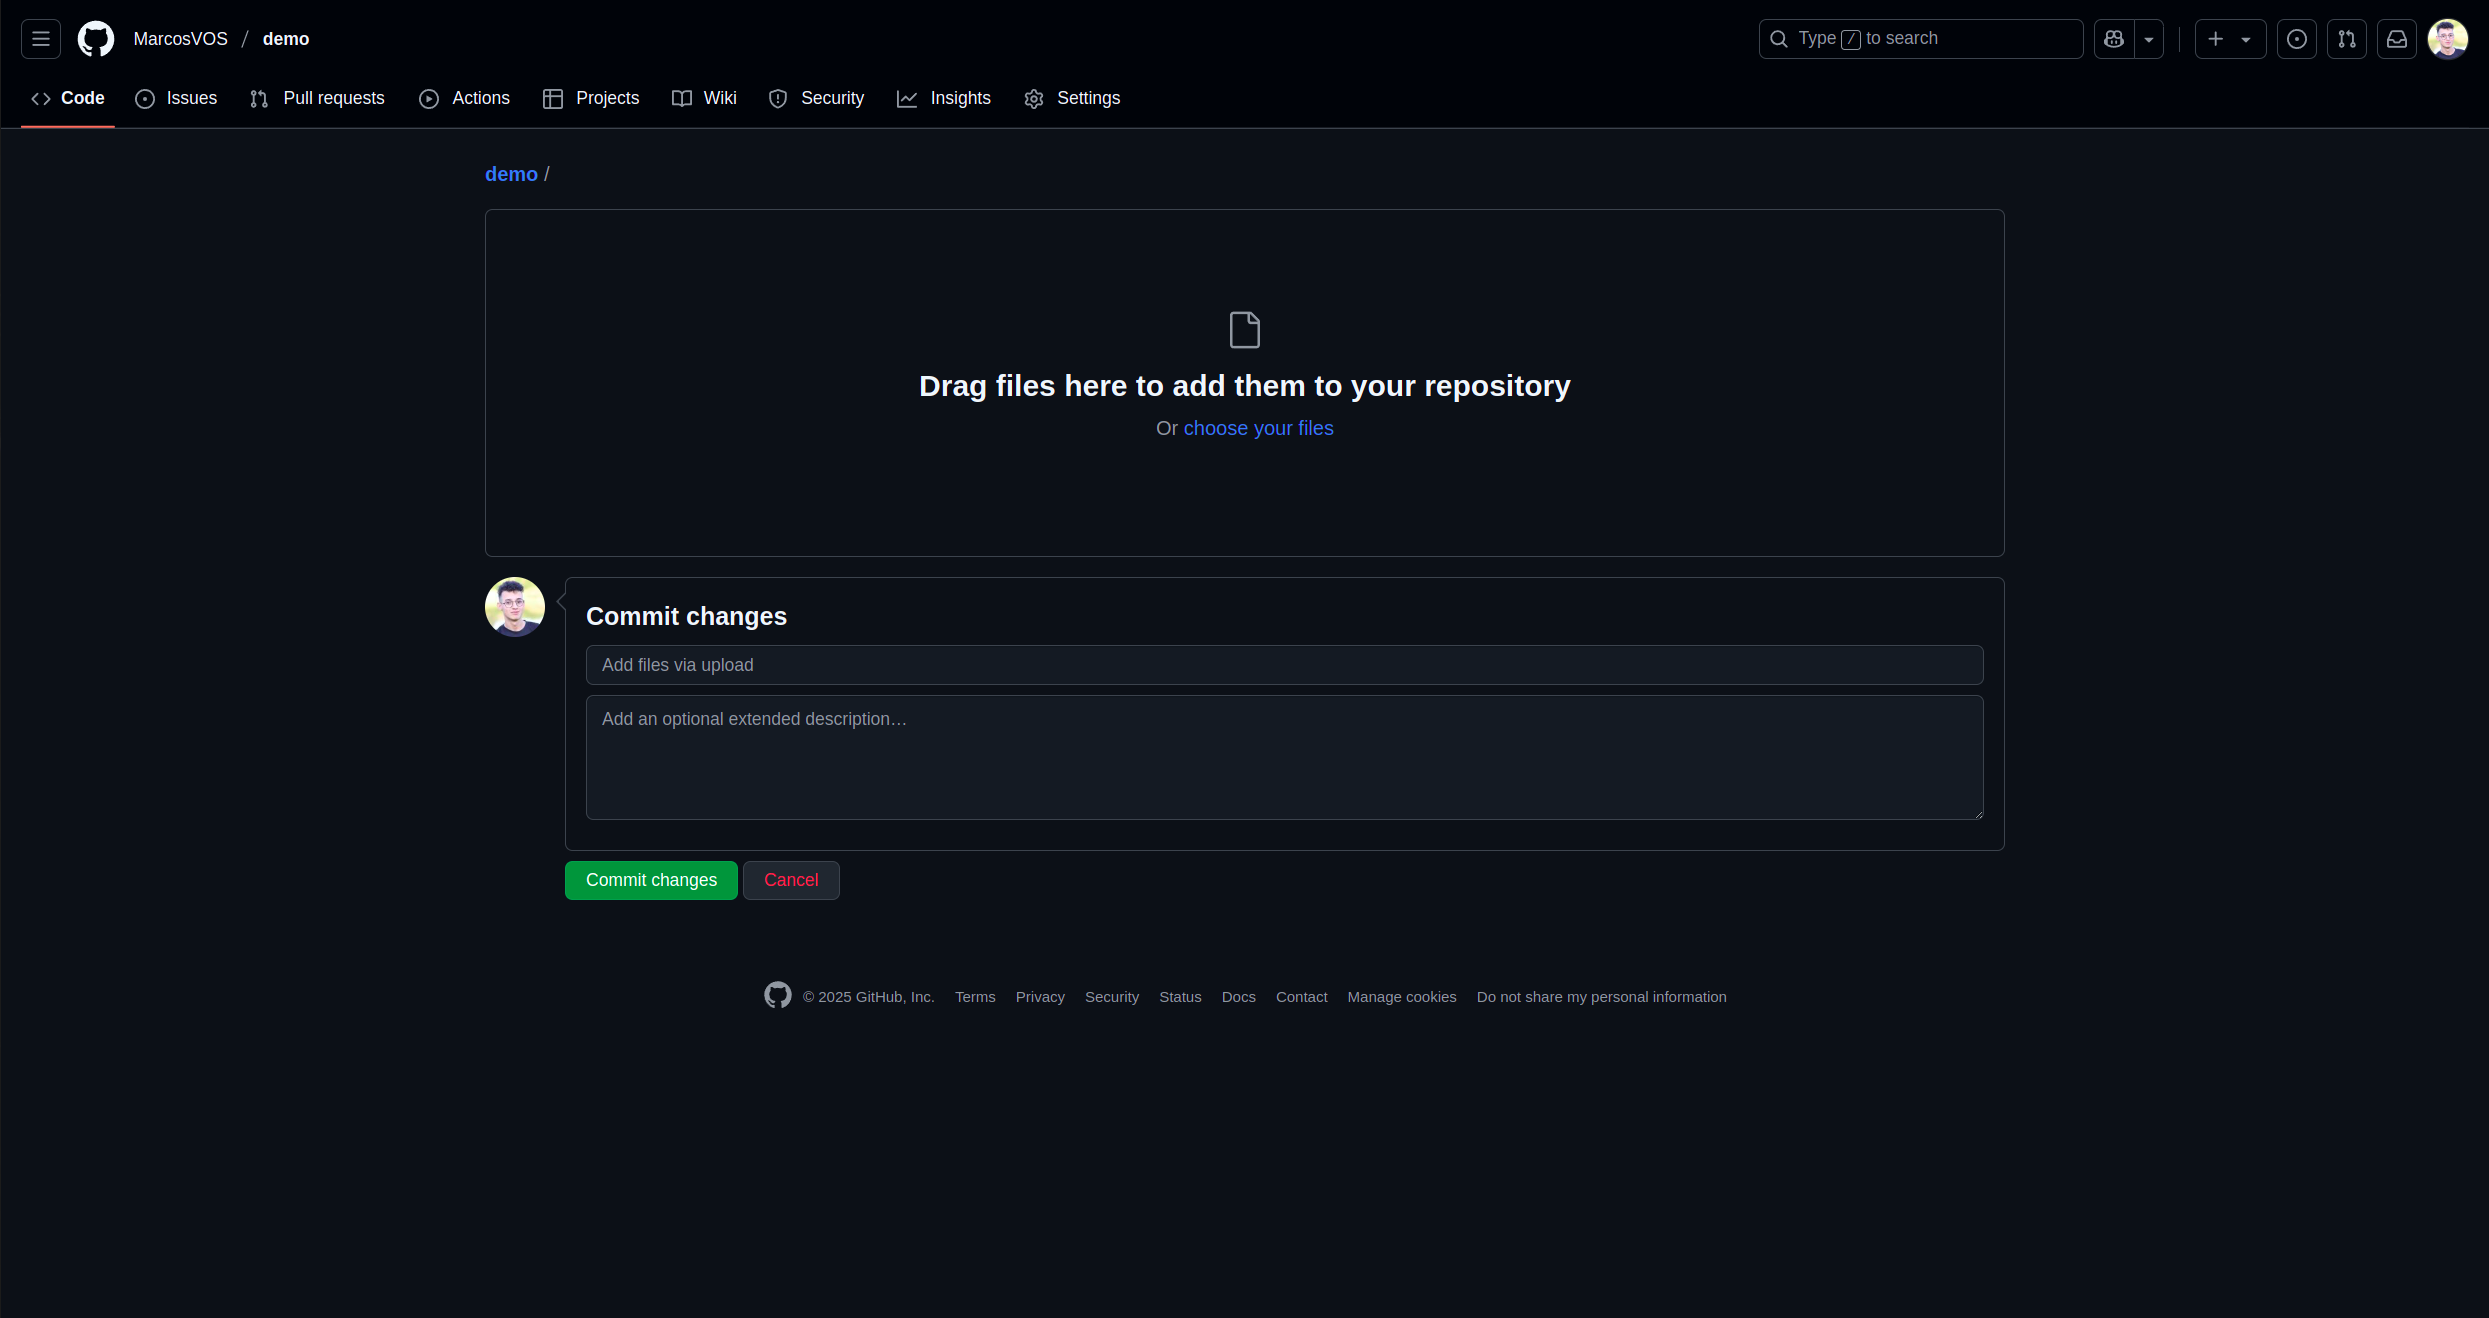 MarcosVOS / demo
Type / to search
Code Issues Pull requests Actions Projects Wiki Security Insights Settings
demo /
Drag files here to add them to your repository
Or choose your files
Commit changes
Add files via upload
Add an optional extended description…
Commit changes Cancel
© 2025 GitHub, Inc. Terms Privacy Security Status Docs Contact Manage cookies Do not share my personal information